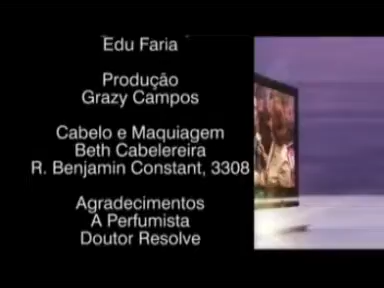 Edu Faria
Produção
Grazy Campos
Cabelo e Maquiagem
Beth Cabelereira
R. Benjamin Constant, 3308
Agradecimentos
A Perfumista
Doutor Resolve